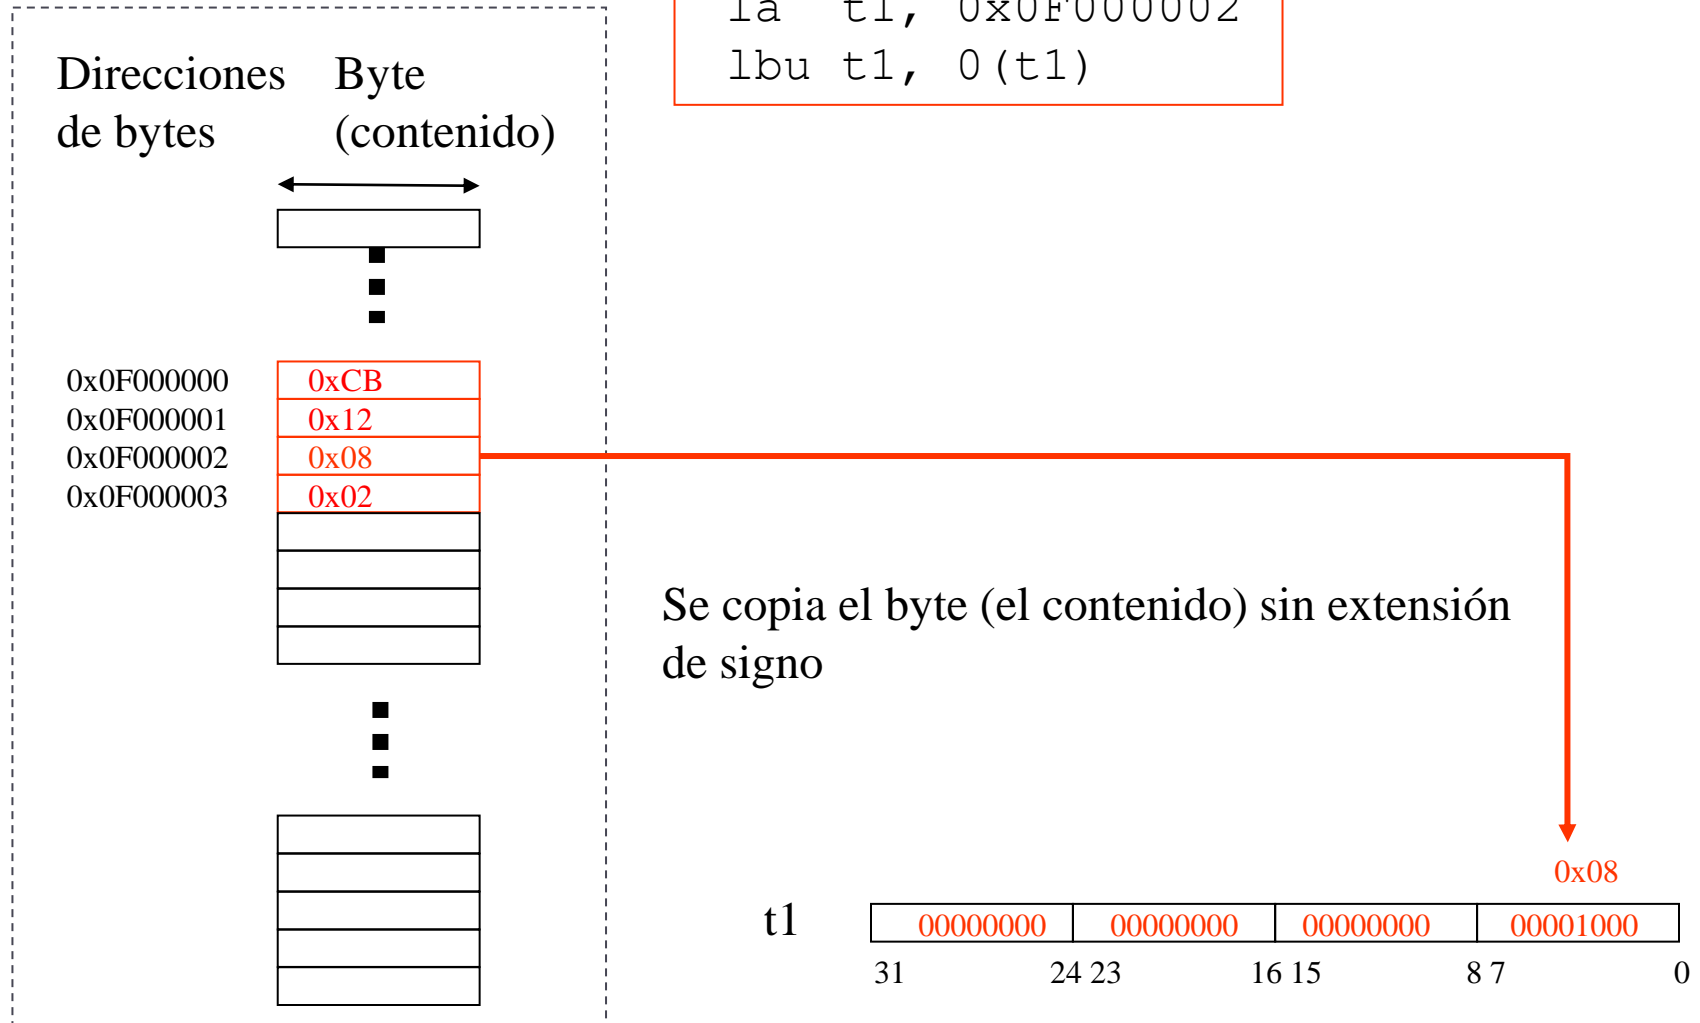 la t1, 0x0F000002
lbu t1, 0(t1)
Direcciones Byte
de bytes (contenido)
0x0F000000 0xCB
0x0F000001 0x12
0x0F000002 0x08
0x0F000003 0x02
Se copia el byte (el contenido) sin extensión
de signo
0x08
t1 00000000 00000000 00000000 00001000
31 24 23 16 15 8 7 0